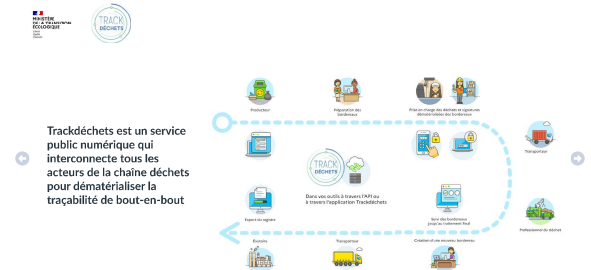 MINISTÈRE
DE LA TRANSITION
ÉCOLOGIQUE
TRACK
DÉCHETS
Producteur
Préparation des
bordereaux
Prise en charge des déchets et signatures
dématérialisées des bordereaux
Trackdéchets est un service
public numérique qui
interconnecte tous les
acteurs de la chaîne déchets
pour dématérialiser la
traçabilité de bout-en-bout
Transporteur
TRACK
DÉCHETS
Dans vos outils à travers l'API ou
à travers l'application Trackdéchets
Export du registre
Suivi des bordereaux
jusqu'au traitement final
Professionnel du déchet
Exutoire
Transporteur
Création d'un nouveau bordereau